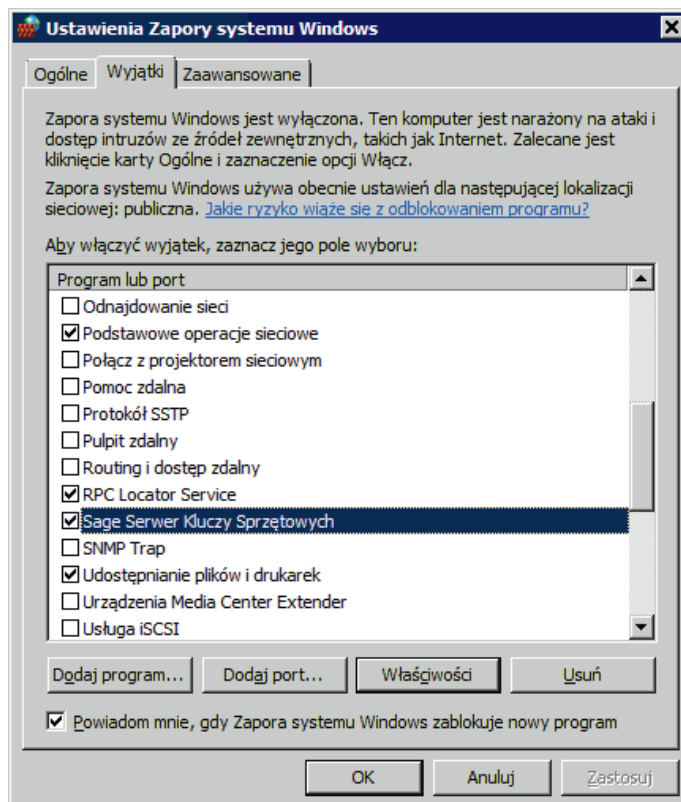 Ustawienia Zapory systemu Windows
Ogólne Wyjątki Zaawansowane
Zapora systemu Windows jest wyłączona. Ten komputer jest narażony na ataki i
dostęp intruzów ze źródeł zewnętrznych, takich jak Internet. Zalecane jest
kliknięcie karty Ogólne i zaznaczenie opcji Włącz.
Zapora systemu Windows używa obecnie ustawień dla następującej lokalizacji
sieciowej: publiczna. Jakie ryzyko wiąże się z odblokowaniem programu?
Aby włączyć wyjątek, zaznacz jego pole wyboru:
Program lub port
Odnajdowanie sieci
Podstawowe operacje sieciowe
Połącz z projektorem sieciowym
Pomoc zdalna
Protokół SSTP
Pulpit zdalny
Routing i dostęp zdalny
RPC Locator Service
Sage Serwer Kluczy Sprzętowych
SNMP Trap
Udostępnianie plików i drukarek
Urządzenia Media Center Extender
Usługa iSCSI
Dodaj program... Dodaj port... Właściwości Usuń
Powiadom mnie, gdy Zapora systemu Windows zablokuje nowy program
OK Anuluj Zastosuj